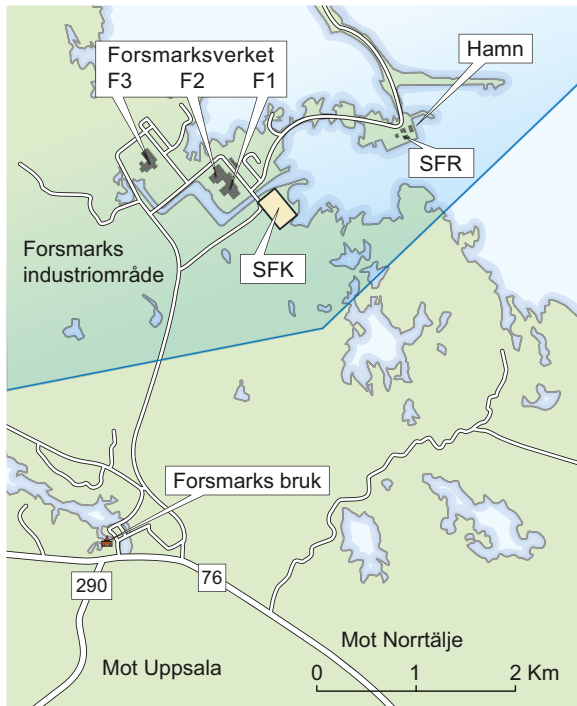 Forsmarksverket
F3 F2 F1
Hamn
SFR
SFK
Forsmarks
industriområde
Forsmarks bruk
290
76
Mot Uppsala
Mot Norrtälje
0 1 2 Km